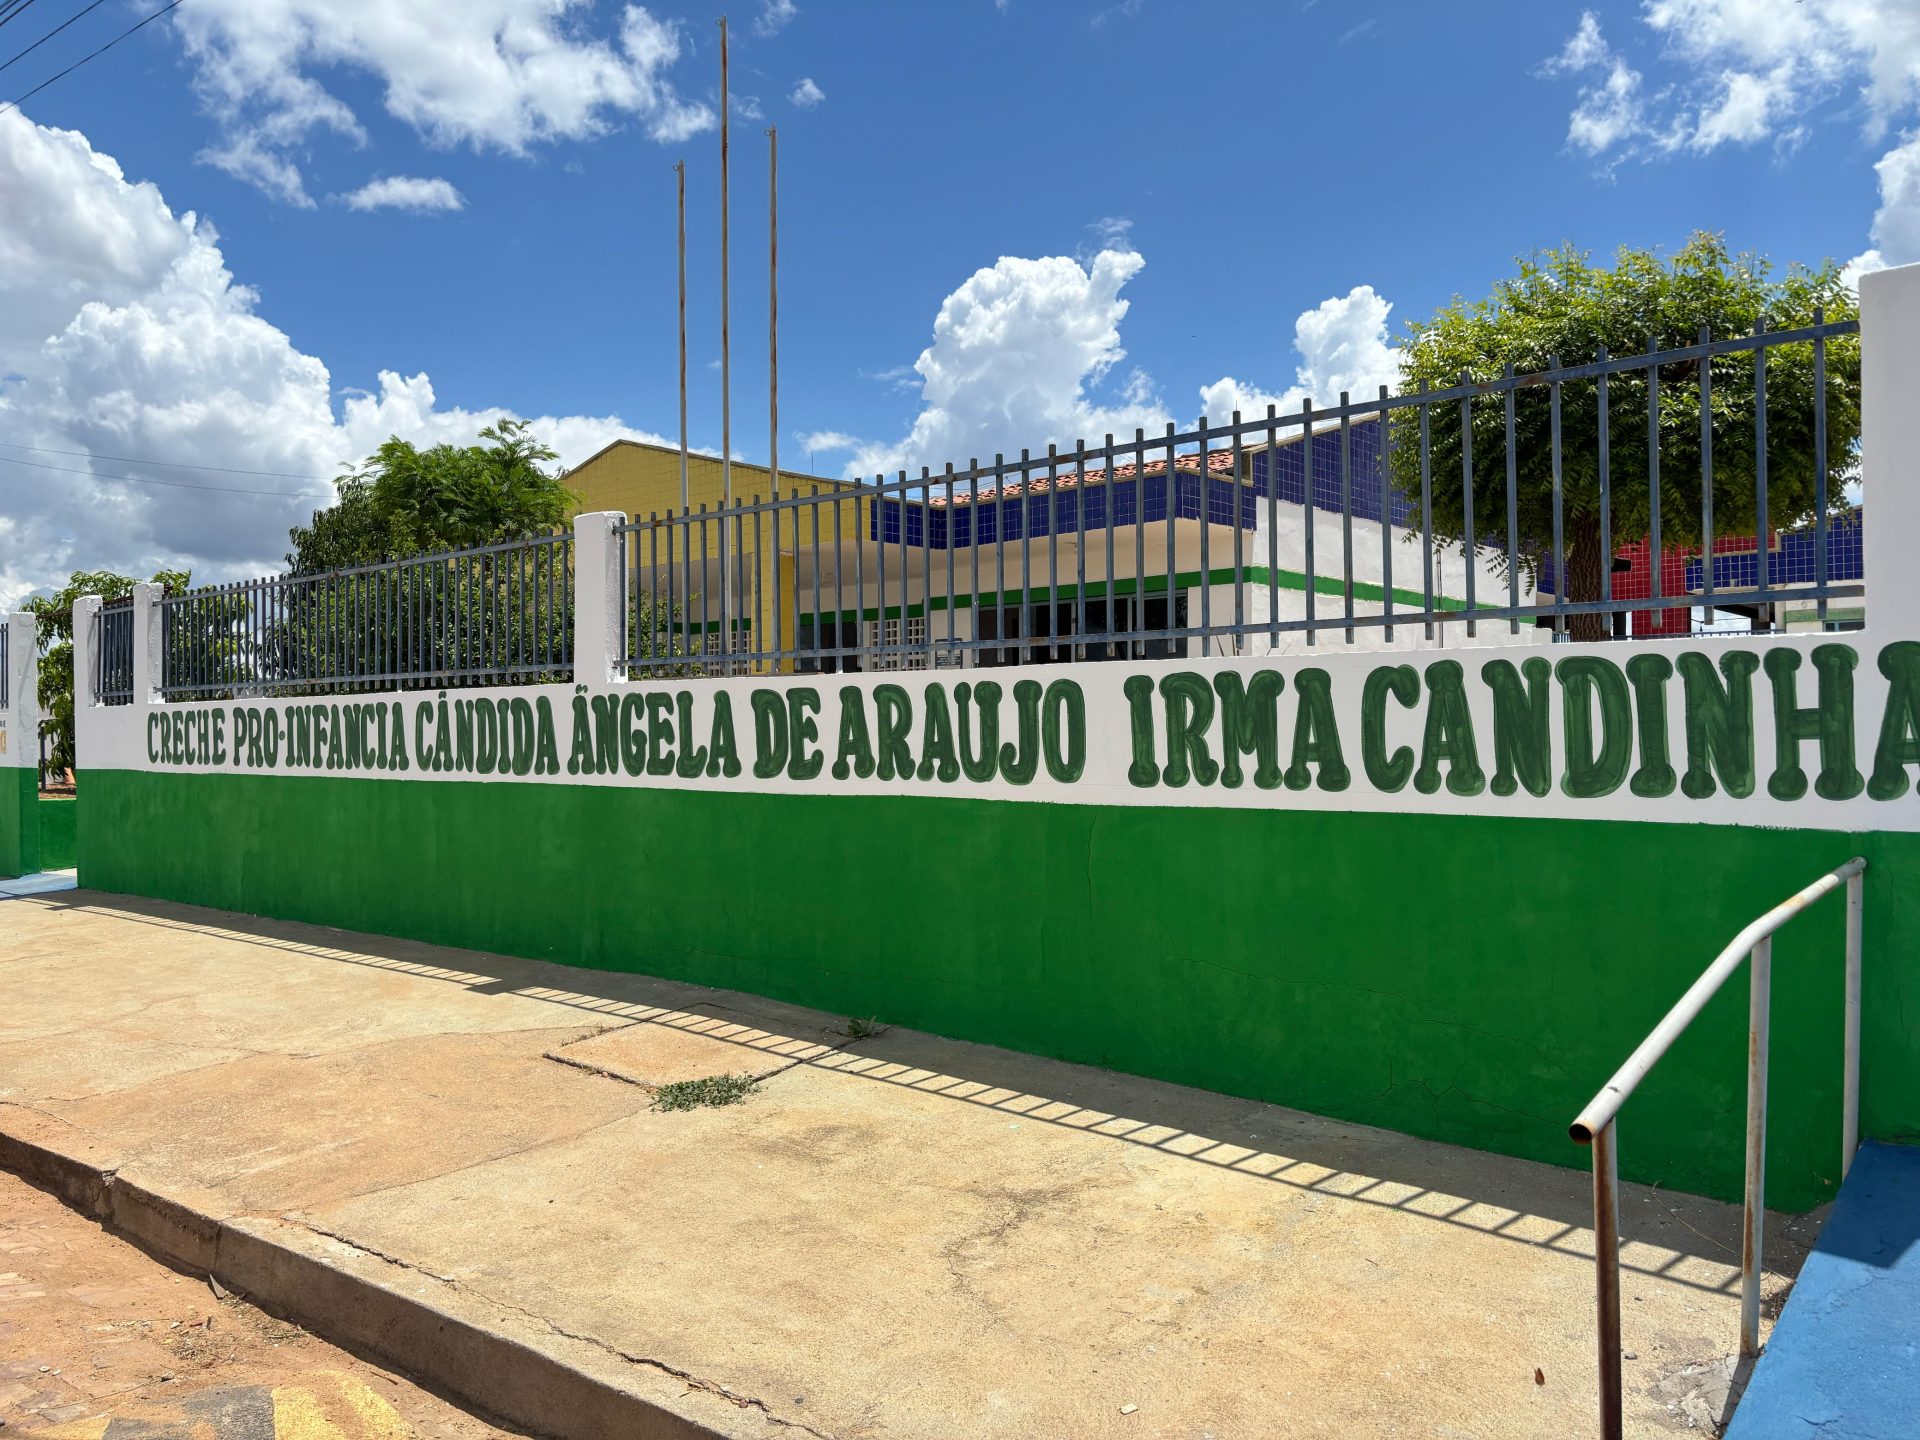 CRECHE PRO-INFANCIA CÂNDIDA ÂNGELA DE ARAUJO IRMA CANDINHA